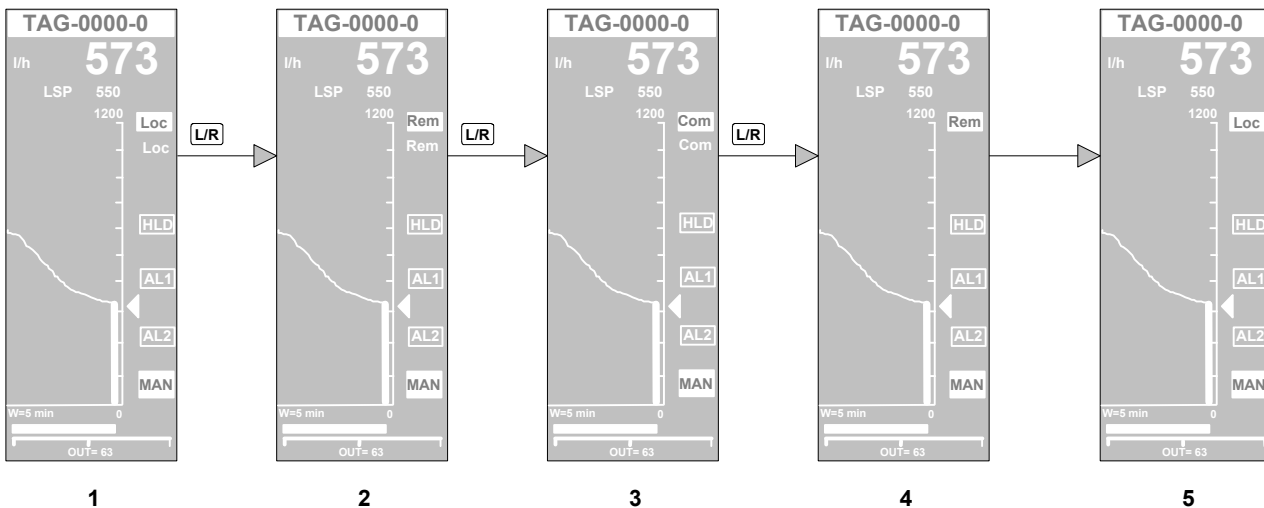 TAG-0000-0
l/h 573
LSP 550
1200 Loc
Loc
HLD
AL1
AL2
MAN
W=5 min 0
OUT= 63
1
L/R
TAG-0000-0
l/h 573
LSP 550
1200 Rem
Rem
HLD
AL1
AL2
MAN
W=5 min 0
OUT= 63
2
L/R
TAG-0000-0
l/h 573
LSP 550
1200 Com
Com
HLD
AL1
AL2
MAN
W=5 min 0
OUT= 63
3
L/R
TAG-0000-0
l/h 573
LSP 550
1200 Rem
HLD
AL1
AL2
MAN
W=5 min 0
OUT= 63
4
TAG-0000-0
l/h 573
LSP 550
1200 Loc
HLD
AL1
AL2
MAN
W=5 min 0
OUT= 63
5